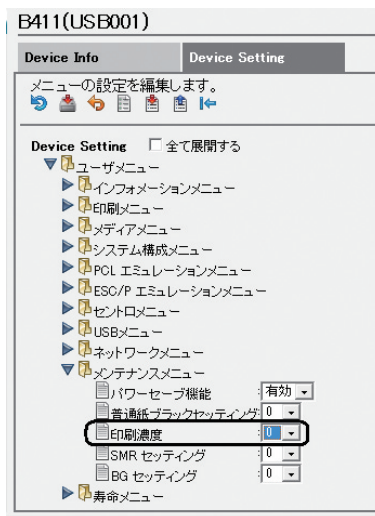 B411(USB001)
Device Info Device Setting
メニューの設定を編集します。
Device Setting 全て展開する
ユーザメニュー
インフォメーションメニュー
印刷メニュー
メディアメニュー
システム構成メニュー
PCL エミュレーションメニュー
ESC/P エミュレーションメニュー
セントロメニュー
USBメニュー
ネットワークメニュー
メンテナンスメニュー
パワーセーブ機能 :有効
普通紙ブラックセッティング:0
印刷濃度 :0
SMR セッティング :0
BG セッティング :0
寿命メニュー